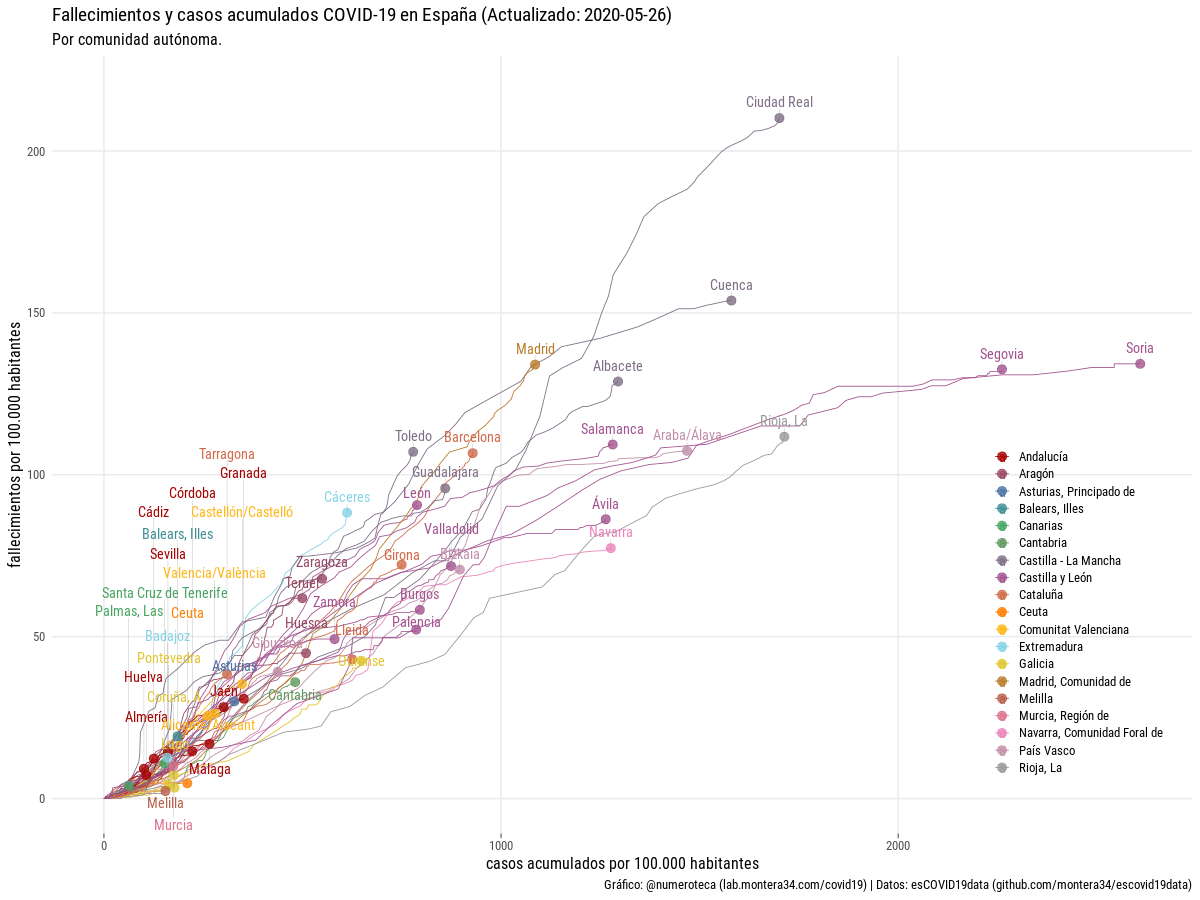 Fallecimientos y casos acumulados COVID-19 en España (Actualizado: 2020-05-26)
Por comunidad autónoma.
fallecimientos por 100.000 habitantes
200
150
100
50
0
Ciudad Real
Cuenca
Madrid
Albacete
Segovia
Soria
Toledo
Barcelona
Salamanca
Araba/Álava
Rioja, La
Tarragona
Granada
Guadalajara
Córdoba
Cáceres
León
Cádiz
Castellón/Castelló
Ávila
Balears, Illes
Valladolid
Navarra
Sevilla
Zaragoza
Girona
Bizkaia
Valencia/València
Teruel
Santa Cruz de Tenerife
Zamora
Burgos
Palmas, Las
Ceuta
Huesca
Lleida
Palencia
Badajoz
Gipuzkoa
Pontevedra
Asturias
Ourense
Huelva
Jaén
Cantabria
Coruña, A
Almería
Alicante/Alacant
Lugo
Málaga
Melilla
Murcia
Andalucía
Aragón
Asturias, Principado de
Balears, Illes
Canarias
Cantabria
Castilla - La Mancha
Castilla y León
Cataluña
Ceuta
Comunitat Valenciana
Extremadura
Galicia
Madrid, Comunidad de
Melilla
Murcia, Región de
Navarra, Comunidad Foral de
País Vasco
Rioja, La
0
1000
2000
casos acumulados por 100.000 habitantes
Gráfico: @numeroteca (lab.montera34.com/covid19) | Datos: esCOVID19data (github.com/montera34/escovid19data)